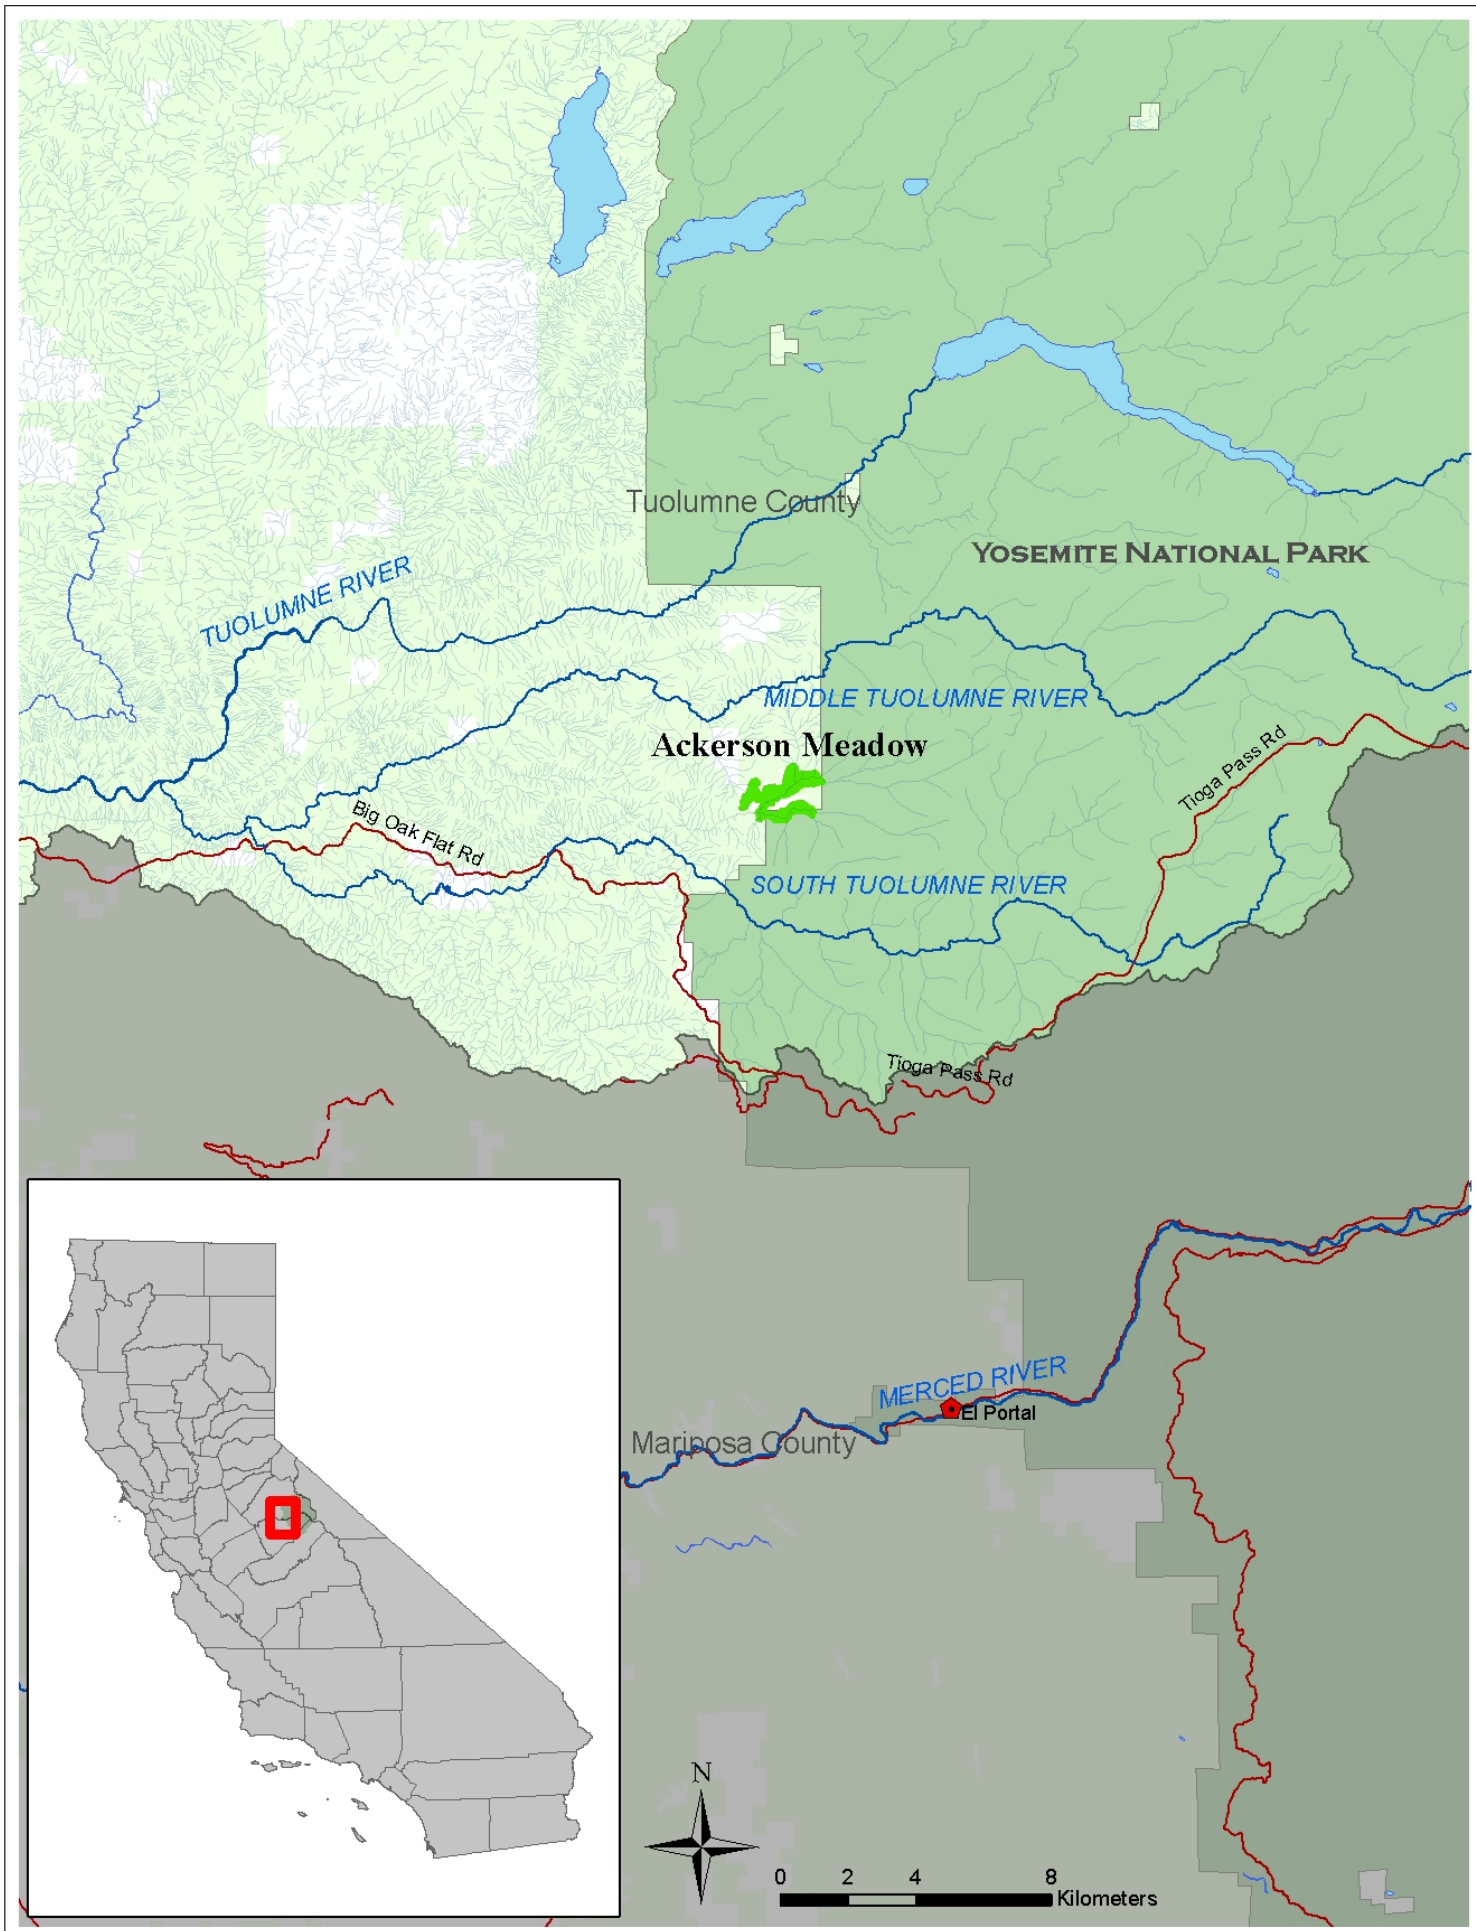 Tuolumne County
YOSEMITE NATIONAL PARK
TUOLUMNE RIVER
MIDDLE TUOLUMNE RIVER
Ackerson Meadow
Tioga Pass Rd
Big Oak Flat Rd
SOUTH TUOLUMNE RIVER
Tioga Pass Rd
MERCED RIVER
El Portal
Mariposa County
N
0 2 4 8
Kilometers